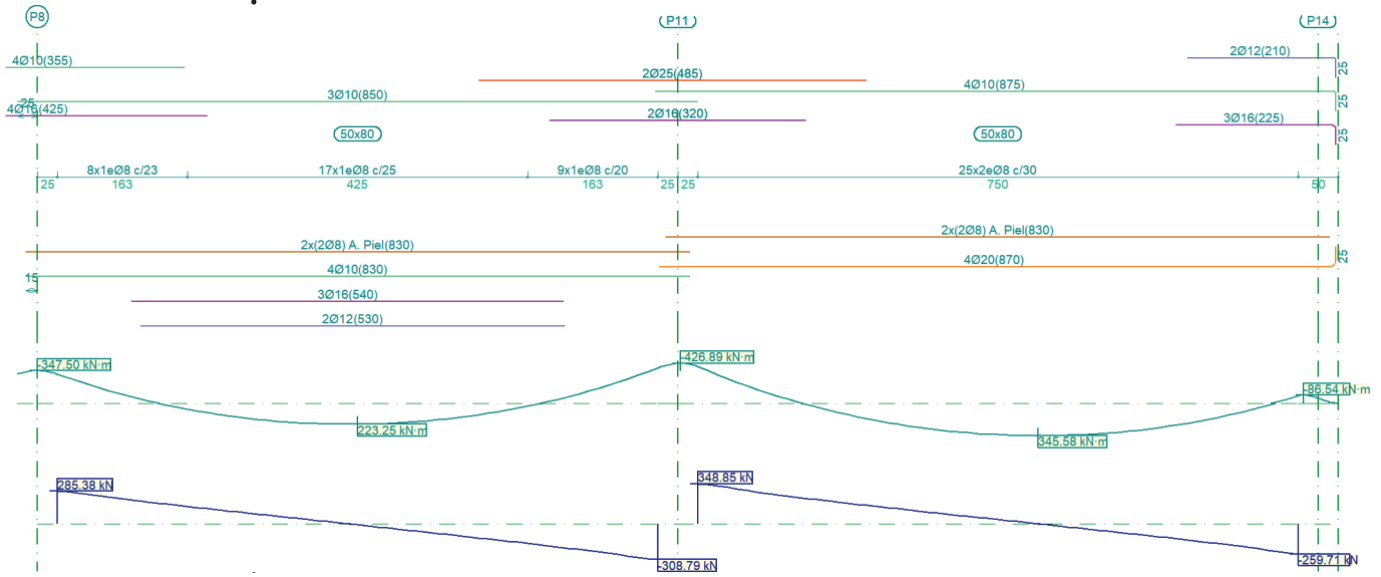 P8
P11
P14
2Ø12(210)
4Ø10(355)
25
2Ø25(485)
4Ø10(875)
3Ø10(850)
25
25
4Ø16(425)
2Ø16(320)
3Ø16(225)
50x80
50x80
25
8x1eØ8 c/23
17x1eØ8 c/25
9x1eØ8 c/20
25x2eØ8 c/30
25
163
425
163
25
25
750
50
2x(2Ø8) A. Piel(830)
2x(2Ø8) A. Piel(830)
4Ø20(870)
25
4Ø10(830)
15
3Ø16(540)
2Ø12(530)
-347.50 kN·m
-426.89 kN·m
-86.54 kN·m
223.25 kN·m
345.58 kN·m
285.38 kN
348.85 kN
-308.79 kN
-259.71 kN